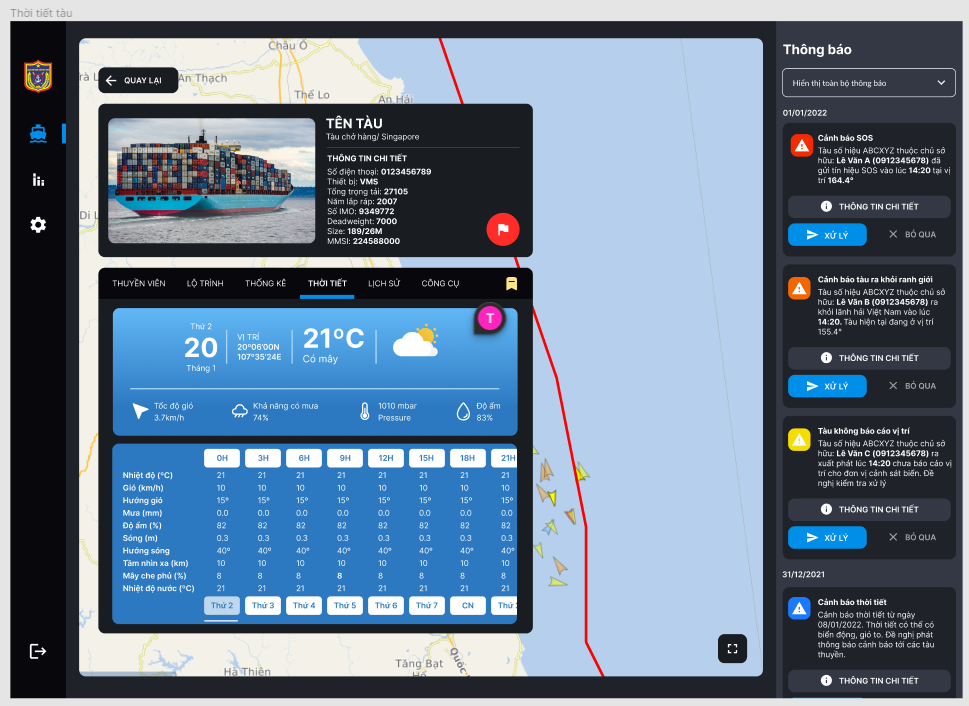 Thời tiết tàu
Châu Ổ
QUAY LẠI
An Thạch
Thể Lo
An Hải
TÊN TÀU
Tàu chở hàng/ Singapore
THÔNG TIN CHI TIẾT
Số điện thoại: 0123456789
Thiết bị: VMS
Tổng trọng tải: 27105
Năm lắp ráp: 2007
Số IMO: 9349772
Deadweight: 7000
Size: 189/26M
MMSI: 224588000
Di L
THUYỀN VIÊN LỘ TRÌNH THỐNG KÊ THỜI TIẾT LỊCH SỬ CÔNG CỤ
T
Thứ 2
20
Tháng 1
VỊ TRÍ
20°06'00N
107°35'24E
21°C
Có mây
Tốc độ gió
3.7km/h
Khả năng có mưa
74%
1010 mbar
Pressure
Độ ẩm
83%
0H 3H 6H 9H 12H 15H 18H 21H
Nhiệt độ (°C) 21 21 21 21 21 21 21 21
Gió (km/h) 10 10 10 10 10 10 10 10
Hướng gió 15° 15° 15° 15° 15° 15° 15° 15°
Mưa (mm) 0.0 0.0 0.0 0.0 0.0 0.0 0.0 0.0
Độ ẩm (%) 82 82 82 82 82 82 82 82
Sóng (m) 0.3 0.3 0.3 0.3 0.3 0.3 0.3 0.3
Hướng sóng 40° 40° 40° 40° 40° 40° 40° 40°
Tầm nhìn xa (km) 10 10 10 10 10 10 10 10
Mây che phủ (%) 8 8 8 8 8 8 8 8
Nhiệt độ nước (°C) 21 21 21 21 21 21 21 21
Thứ 2 Thứ 3 Thứ 4 Thứ 5 Thứ 6 Thứ 7 CN Thứ
Hà Thiên
Tăng Bạt
Hổ
Quốc
Thông báo
Hiển thị toàn bộ thông báo
01/01/2022
Cảnh báo SOS
Tàu số hiệu ABCXYZ thuộc chủ sở
hữu: Lê Văn A (0912345678) đã
gửi tín hiệu SOS vào lúc 14:20 tại vị
trí 164.4°
THÔNG TIN CHI TIẾT
XỬ LÝ BỎ QUA
Cảnh báo tàu ra khỏi ranh giới
Tàu số hiệu ABCXYZ thuộc chủ sở
hữu: Lê Văn B (0912345678) ra
khỏi lãnh hải Việt Nam vào lúc
14:20. Tàu hiện tại đang ở vị trí
155.4°
THÔNG TIN CHI TIẾT
XỬ LÝ BỎ QUA
Tàu không báo cáo vị trí
Tàu số hiệu ABCXYZ thuộc chủ sở
hữu: Lê Văn C (0912345678) ra
xuất phát lúc 14:20 chưa báo cáo vị
trí cho đơn vị cảnh sát biển. Đề
nghị kiểm tra xử lý
THÔNG TIN CHI TIẾT
XỬ LÝ BỎ QUA
31/12/2021
Cảnh báo thời tiết
Cảnh báo thời tiết từ ngày
08/01/2022. Thời tiết có thể có
biến động, gió to. Đề nghị phát
thông báo cảnh báo tới các tàu
thuyền.
THÔNG TIN CHI TIẾT